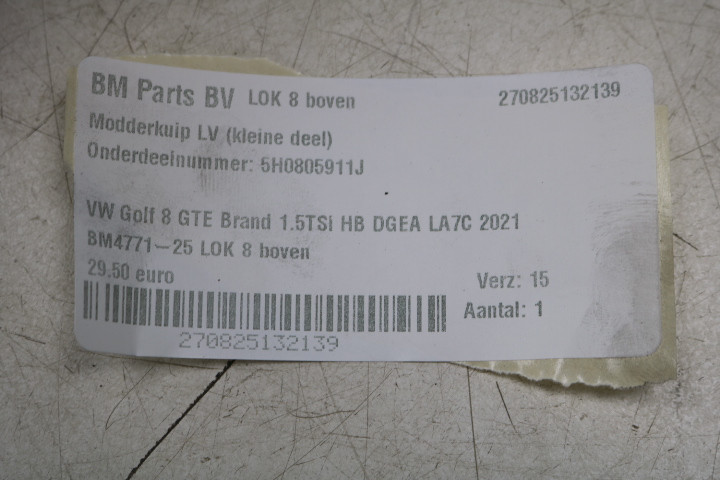 BM Parts BV LOK 8 boven 270825132139
Modderkuip LV (kleine deel)
Onderdeelnummer: 5H0805911J
VW Golf 8 GTE Brand 1.5TSi HB DGEA LA7C 2021
BM4771-25 LOK 8 boven
29.50 euro Verz: 15
Aantal: 1
270825132139